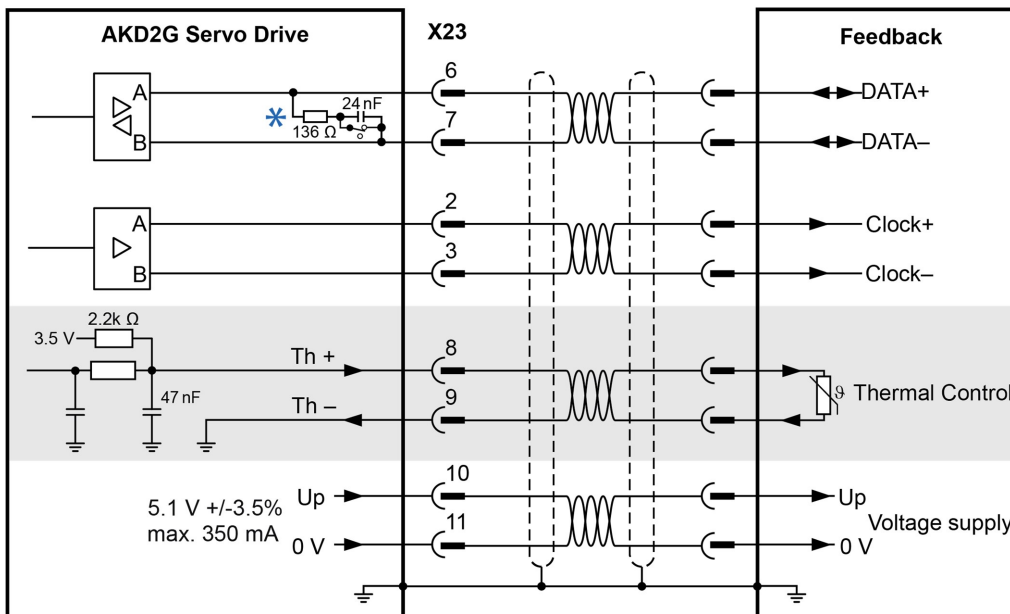 AKD2G Servo Drive
X23
Feedback
A
B
*
136 Ω
24 nF
6
7
DATA+
DATA–
A
B
2
3
Clock+
Clock–
2.2k Ω
3.5 V
47 nF
Th +
Th –
8
9
ϑ Thermal Control
5.1 V +/-3.5%
max. 350 mA
Up
0 V
10
11
Up
Voltage supply
0 V